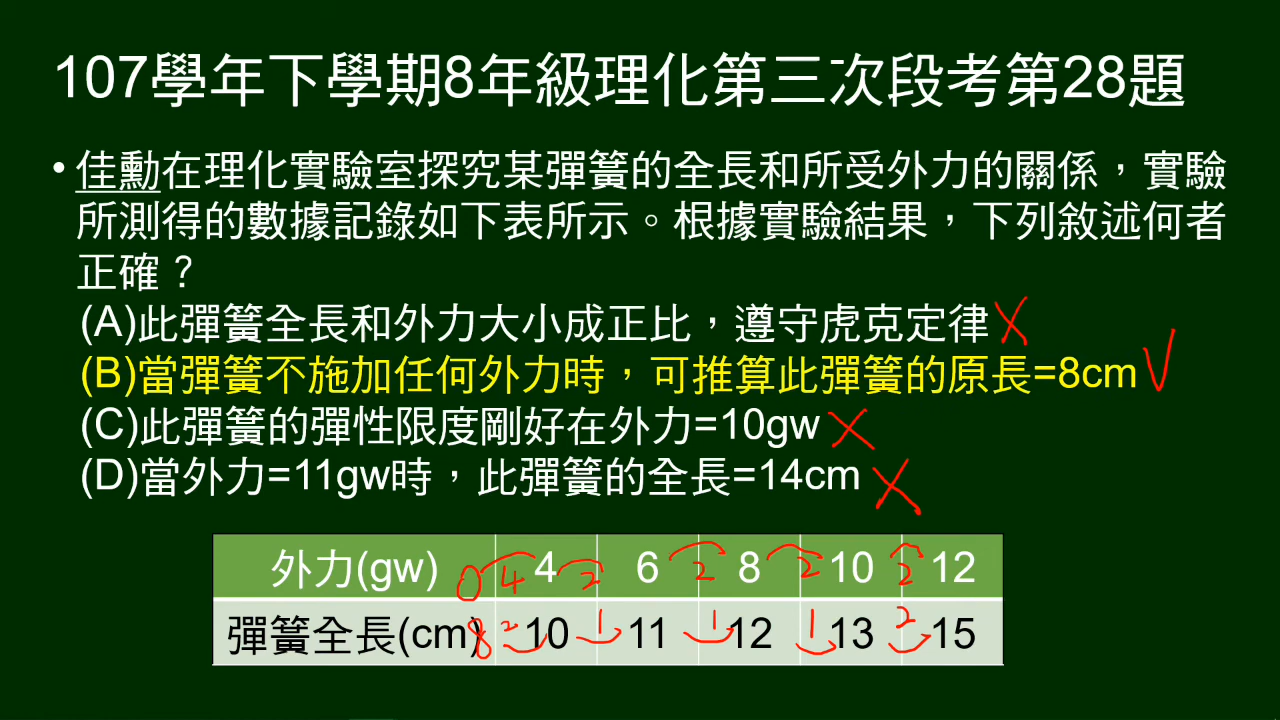 107學年下學期8年級理化第三次段考第28題
•佳勳在理化實驗室探究某彈簧的全長和所受外力的關係，實驗
所測得的數據記錄如下表所示。根據實驗結果，下列敘述何者
正確？
(A)此彈簧全長和外力大小成正比，遵守虎克定律
(B)當彈簧不施加任何外力時，可推算此彈簧的原長=8cm
(C)此彈簧的彈性限度剛好在外力=10gw
(D)當外力=11gw時，此彈簧的全長=14cm
外力(gw) 0 4 4 2 6 2 8 2 10 2 12
彈簧全長(cm) 8 2 10 1 11 1 12 1 13 2 15